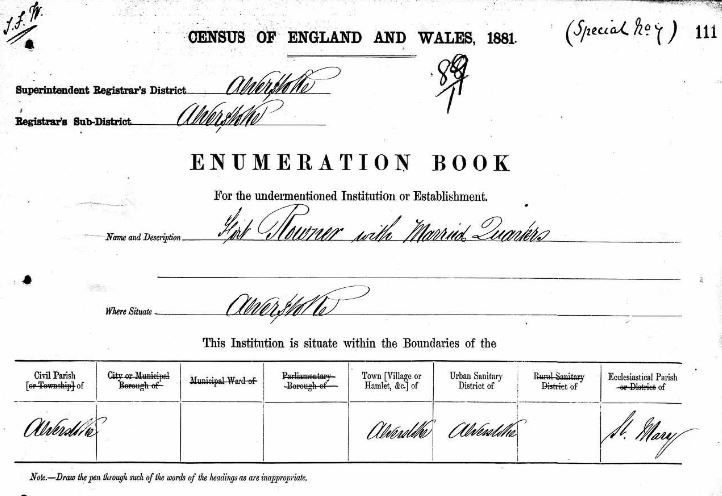 J. F. W.
CENSUS OF ENGLAND AND WALES, 1881. (Special No 7) 111
Superintendent Registrar's District Alverstoke
Registrar's Sub-District Alverstoke
ENUMERATION BOOK
For the undermentioned Institution or Establishment.
Name and Description Fort Rowner with Married Quarters
Where Situate Alverstoke
This Institution is situate within the Boundaries of the
Civil Parish [or Township] of
City or Municipal Borough of
Municipal Ward of
Parliamentary Borough of
Town [Village or Hamlet, &c.] of
Urban Sanitary District of
Rural Sanitary District of
Ecclesiastical Parish or District of
Alverstoke Alverstoke Alverstoke St. Mary
Note.—Draw the pen through such of the words of the headings as are inappropriate.